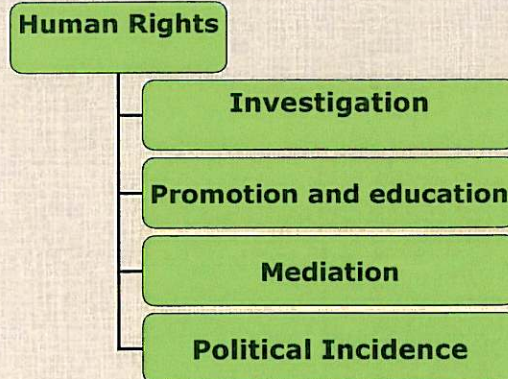 Human Rights
Investigation
Promotion and education
Mediation
Political Incidence